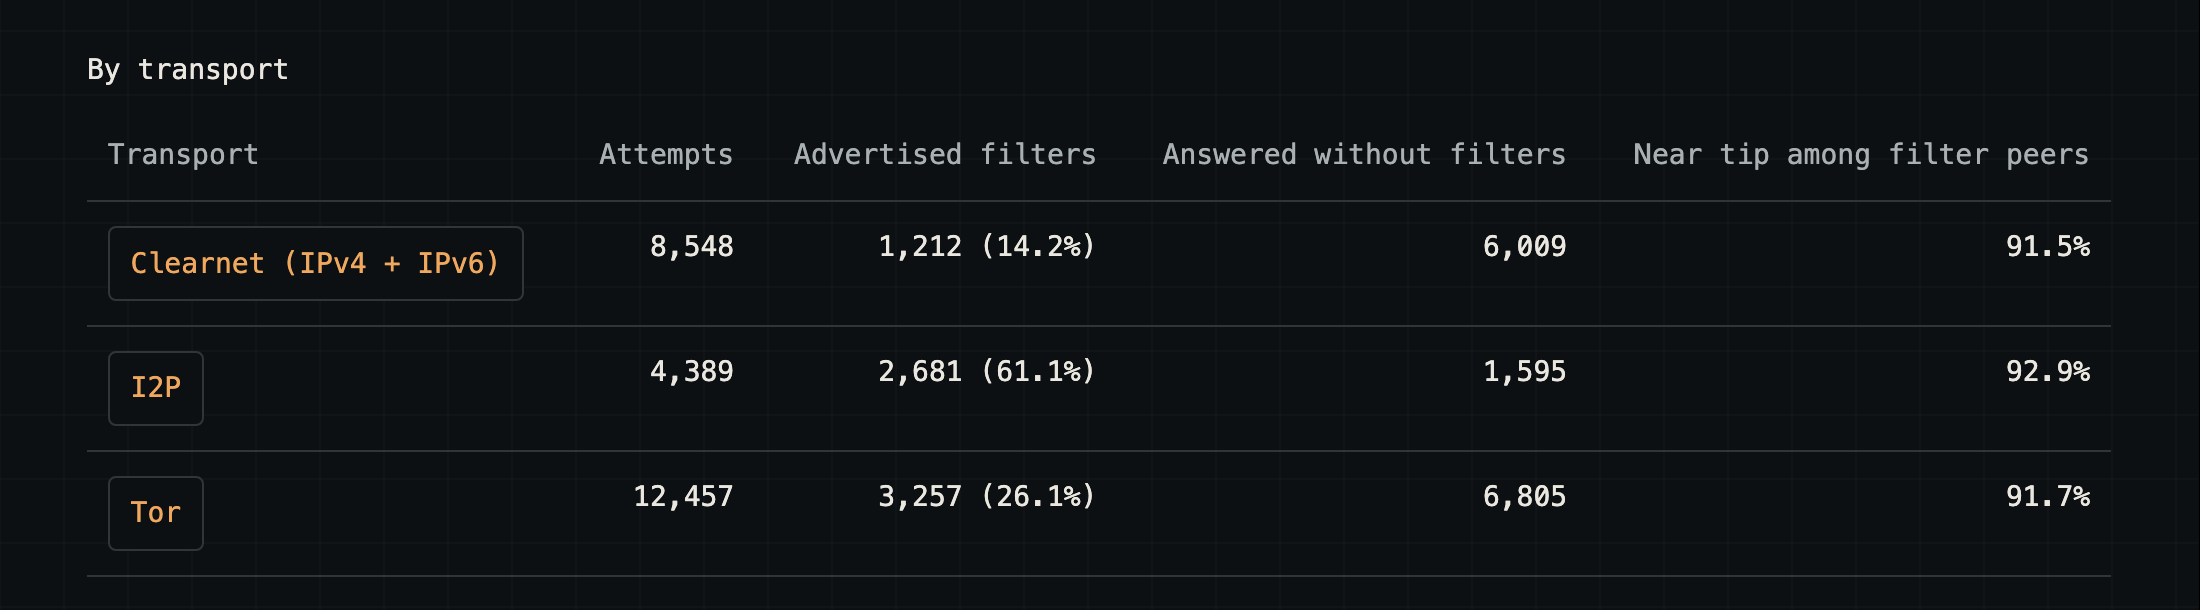 By transport
Transport Attempts Advertised filters Answered without filters Near tip among filter peers
Clearnet (IPv4 + IPv6) 8,548 1,212 (14.2%) 6,009 91.5%
I2P 4,389 2,681 (61.1%) 1,595 92.9%
Tor 12,457 3,257 (26.1%) 6,805 91.7%